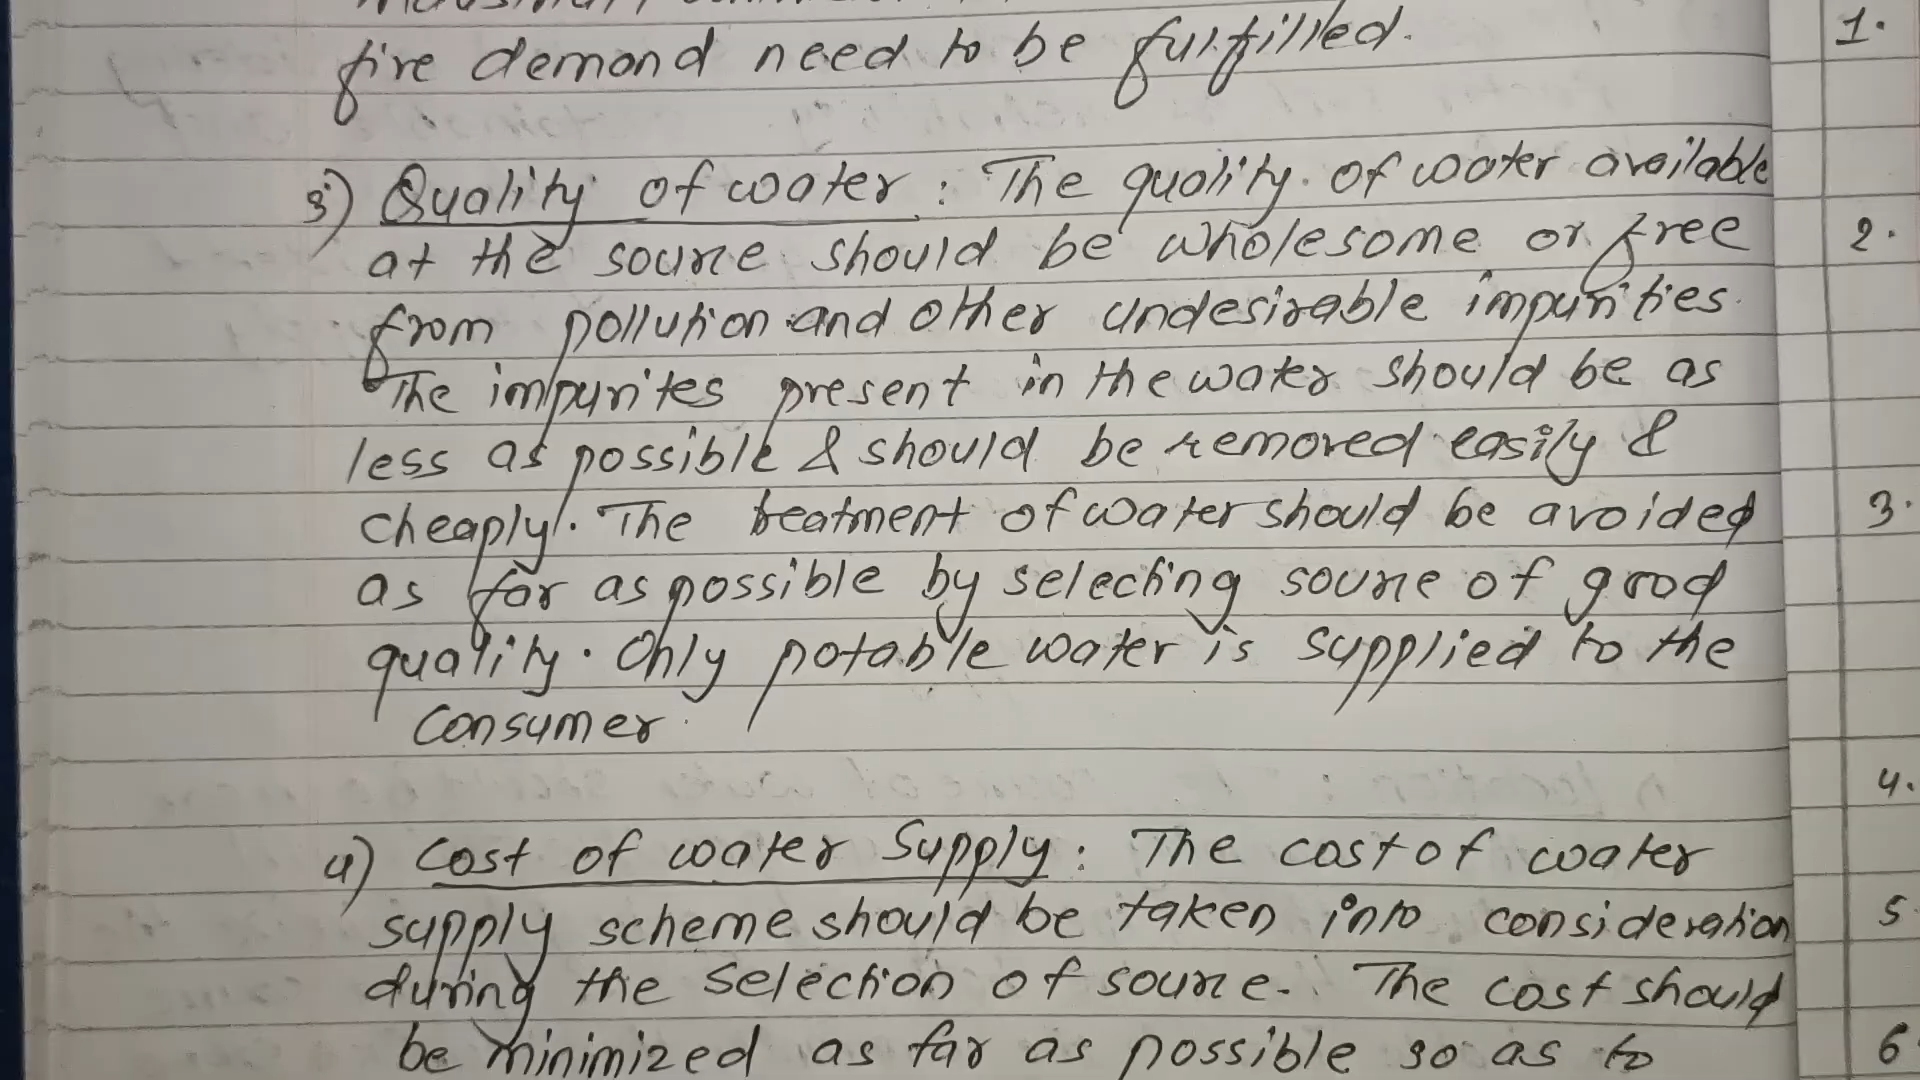 fire demand need to be fulfilled.
1.
3) Quality of water : The quality of water available
at the source should be wholesome or free
2.
from pollution and other undesirable impurities.
The impurites present in the water should be as
less as possible & should be removed easily &
cheaply. The treatment of water should be avoided
3.
as far as possible by selecting source of good
quality. Only potable water is supplied to the
consumer.
4.
4) Cost of water Supply : The cost of water
supply scheme should be taken into consideration
5
during the selection of source. The cost should
be minimized as far as possible so as to
6